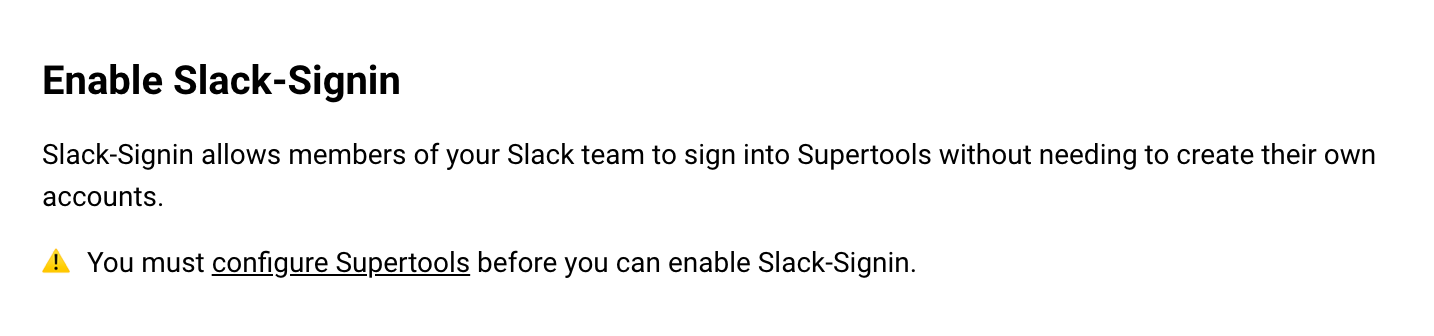 Enable Slack-Signin
Slack-Signin allows members of your Slack team to sign into Supertools without needing to create their own
accounts.
You must configure Supertools before you can enable Slack-Signin.